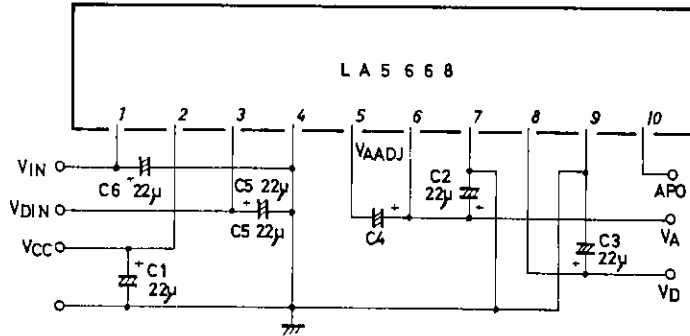 LA5668
1 2 3 4 5 6 7 8 9 10
VAADJ
VIN
C6 + 22μ
C5 22μ
C2 22μ +
APO
VDIN
+ C5 22μ
+ C4
VA
VCC
+ C1 22μ
C3 22μ +
VD